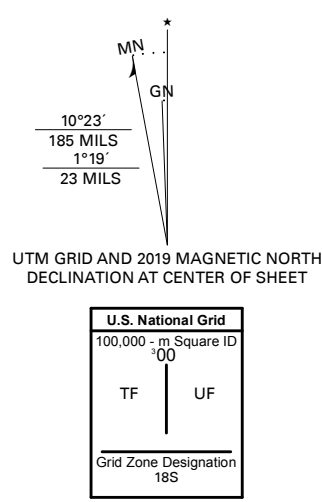 ★
MN
GN
10°23´
185 MILS
1°19´
23 MILS
UTM GRID AND 2019 MAGNETIC NORTH
DECLINATION AT CENTER OF SHEET
U.S. National Grid
100,000 - m Square ID
³00
TF UF
Grid Zone Designation
18S